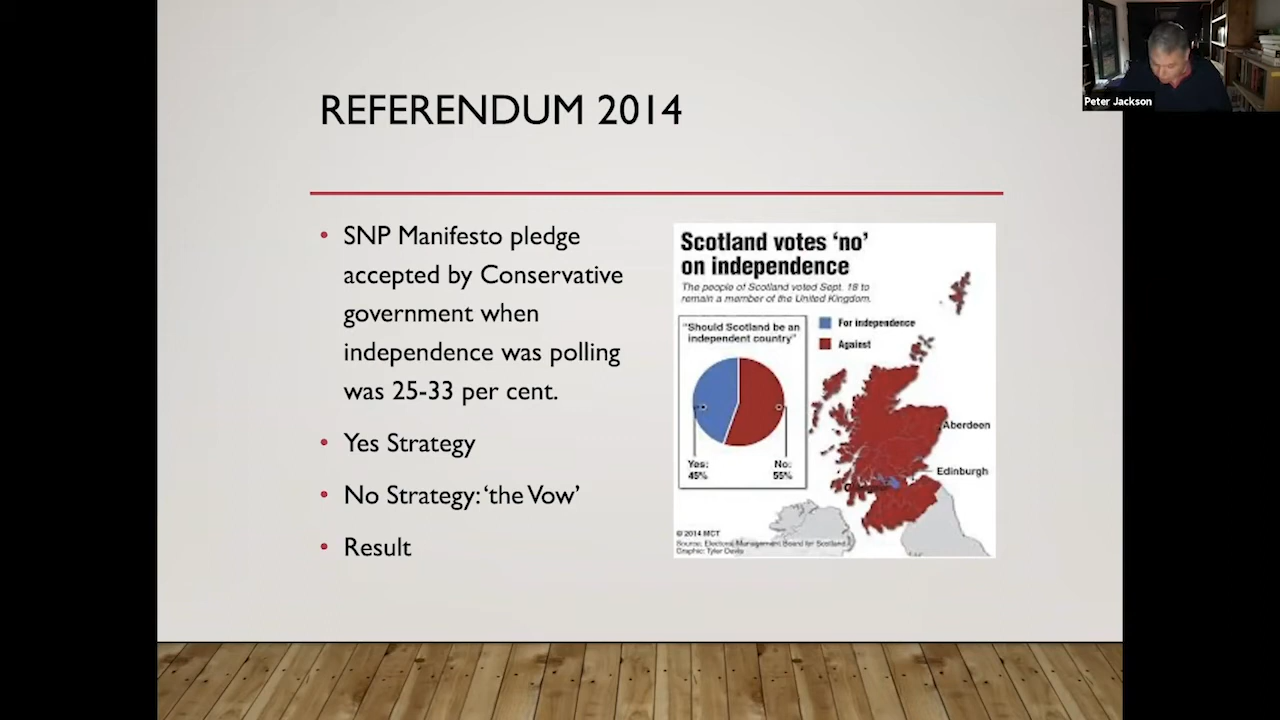 Peter Jackson
REFERENDUM 2014
• SNP Manifesto pledge
accepted by Conservative
government when
independence was polling
was 25-33 per cent.
• Yes Strategy
• No Strategy: ‘the Vow’
• Result
Scotland votes ‘no’
on independence
The people of Scotland voted Sept. 18 to
remain a member of the United Kingdom.
"Should Scotland be an
independent country"
For independence
Against
Yes:
45%
No:
55%
Aberdeen
Edinburgh
© 2014 MCT
Source: Electoral Management Board for Scotland
Graphic: Tyler Davis